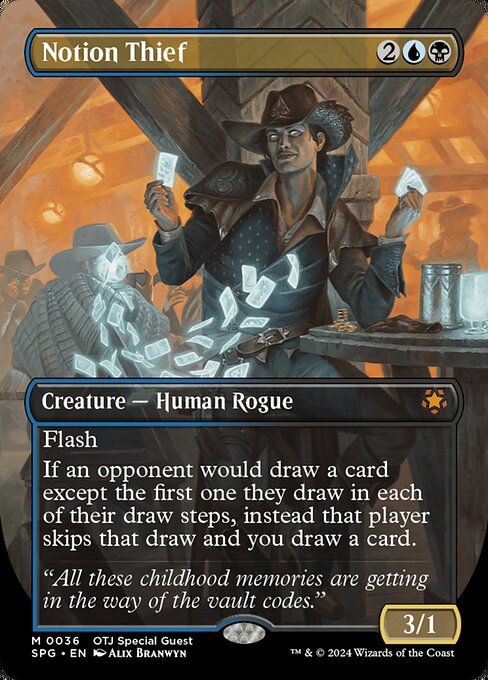 Notion Thief 2
Creature — Human Rogue
Flash
If an opponent would draw a card
except the first one they draw in each
of their draw steps, instead that player
skips that draw and you draw a card.
“All these childhood memories are getting
in the way of the vault codes.”
3/1
M 0036 OTJ Special Guest
SPG • EN Alix Branwyn
™ & © 2024 Wizards of the Coast